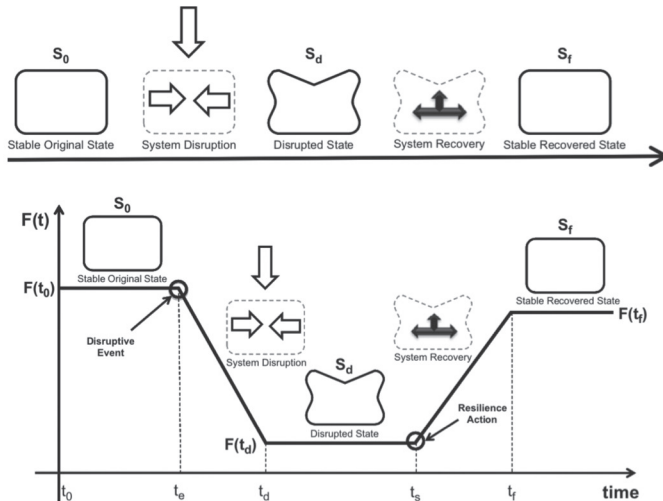 S0
Sd
Sf
Stable Original State
System Disruption
Disrupted State
System Recovery
Stable Recovered State
F(t)
S0
Sf
Stable Original State
Stable Recovered State
F(t0)
F(tf)
Disruptive
Event
System Disruption
System Recovery
Sd
Resilience
Action
F(td)
Disrupted State
t0
te
td
ts
tf
time